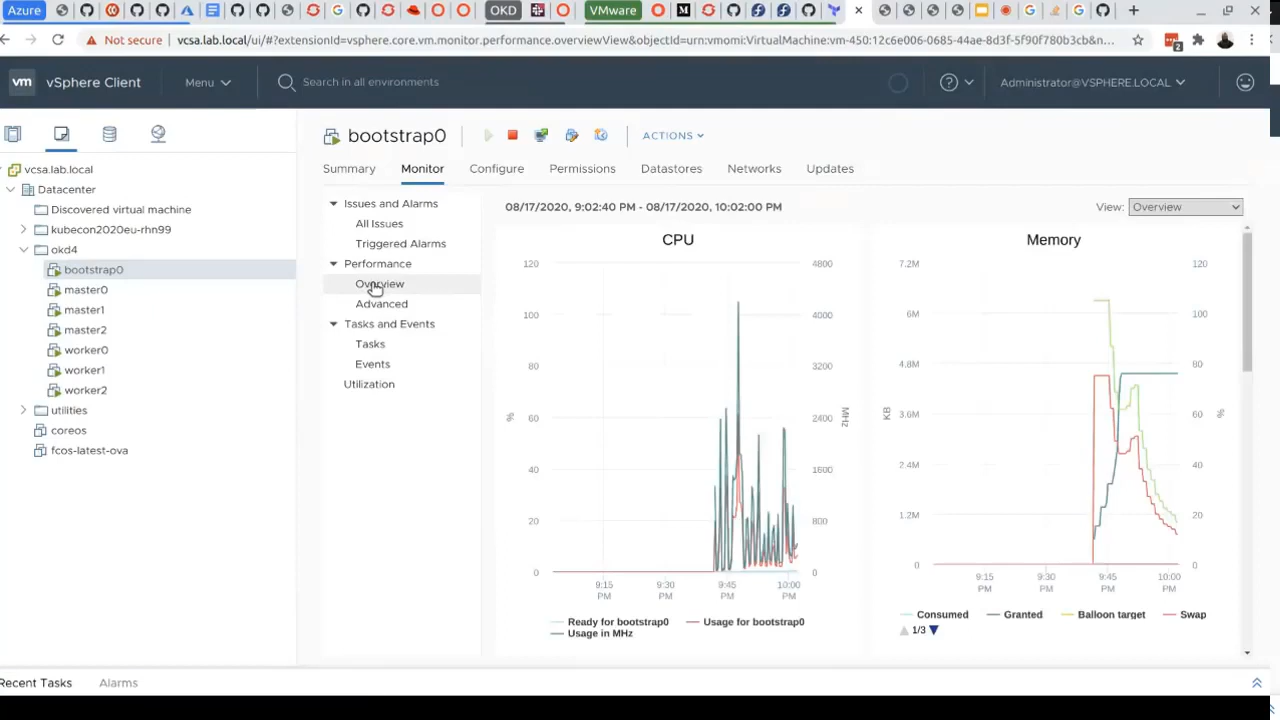 Azure
OKD
VMware
Not secure
vcsa.lab.local/ui/#?extensionId=vsphere.core.vm.monitor.performance.overviewView&objectId=urn:vmomi:VirtualMachine:vm-450:12c6e006-0685-44ae-8d3f-5f90f780b3cb&n...
2
vm vSphere Client
Menu
Search in all environments
Administrator@VSPHERE.LOCAL
bootstrap0
ACTIONS
Summary Monitor Configure Permissions Datastores Networks Updates
vcsa.lab.local
Datacenter
Discovered virtual machine
kubecon2020eu-rhn99
okd4
bootstrap0
master0
master1
master2
worker0
worker1
worker2
utilities
coreos
fcos-latest-ova
Issues and Alarms
All Issues
Triggered Alarms
Performance
Overview
Advanced
Tasks and Events
Tasks
Events
Utilization
08/17/2020, 9:02:40 PM - 08/17/2020, 10:02:00 PM
View: Overview
CPU
120 4800
100 4000
80 3200
60 2400
40 1600
20 800
0 0
% MHz
9:15 PM 9:30 PM 9:45 PM 10:00 PM
Ready for bootstrap0 Usage for bootstrap0
Usage in MHz
Memory
7.2M 120
6M 100
4.8M 80
3.6M 60
2.4M 40
1.2M 20
0 0
KB %
9:15 PM 9:30 PM 9:45 PM 10:00 PM
Consumed Granted Balloon target Swap
1/3
Recent Tasks Alarms